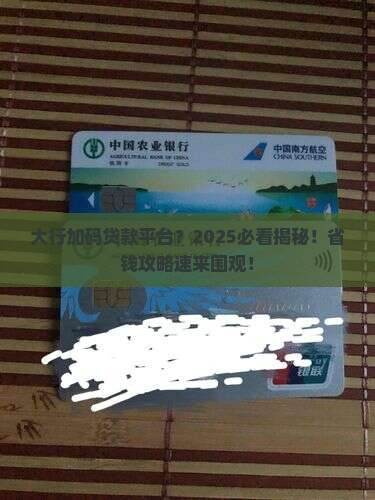 中国农业银行
AGRICULTURAL BANK OF CHINA
中国南方航空
CHINA SOUTHERN
大行加码贷款平台？2025必看揭秘！省
钱攻略速来围观！
THAILAND
银联